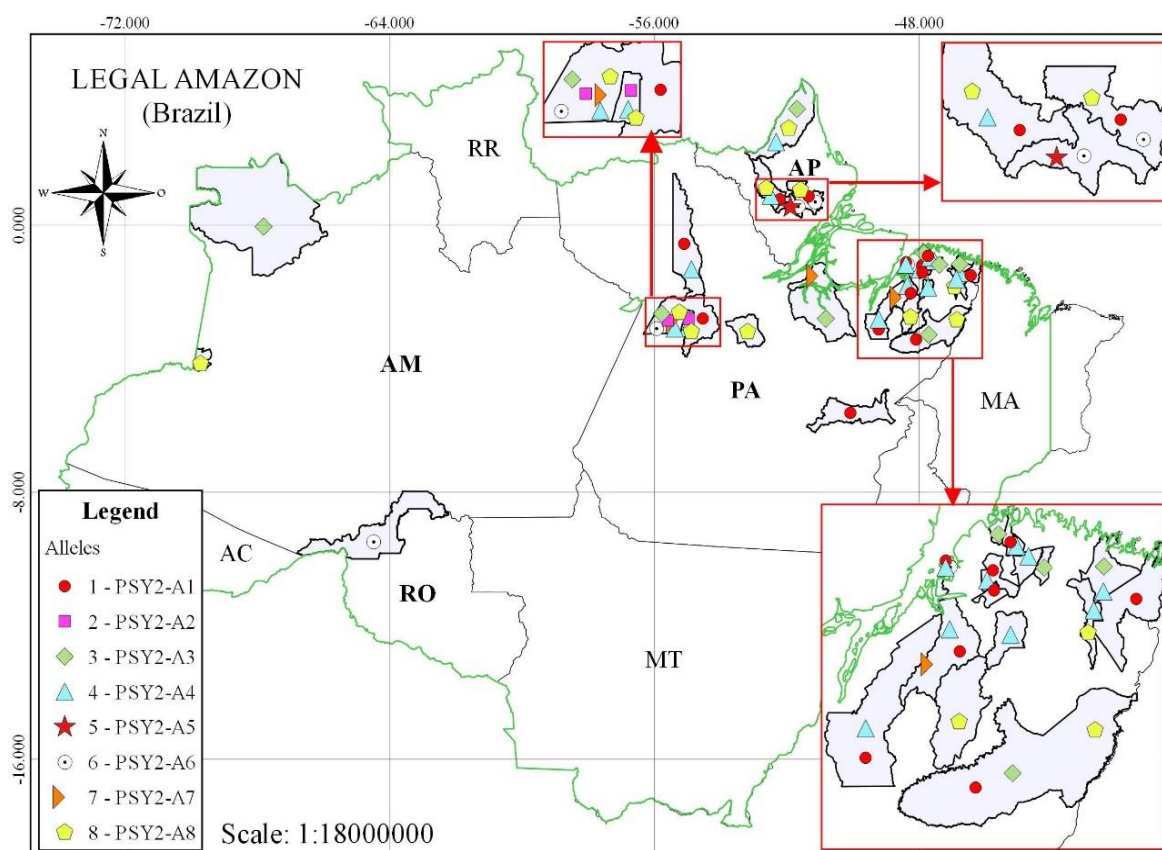 -72.000
-64.000
-56.000
-48.000
LEGAL AMAZON
(Brazil)
N
W
O
S
RR
AP
0.000
AM
PA
MA
-8.000
AC
RO
MT
-16.000
Legend
Alleles
1 - PSY2-A1
2 - PSY2-A2
3 - PSY2-A3
4 - PSY2-A4
5 - PSY2-A5
6 - PSY2-A6
7 - PSY2-A7
8 - PSY2-A8
Scale: 1:18000000